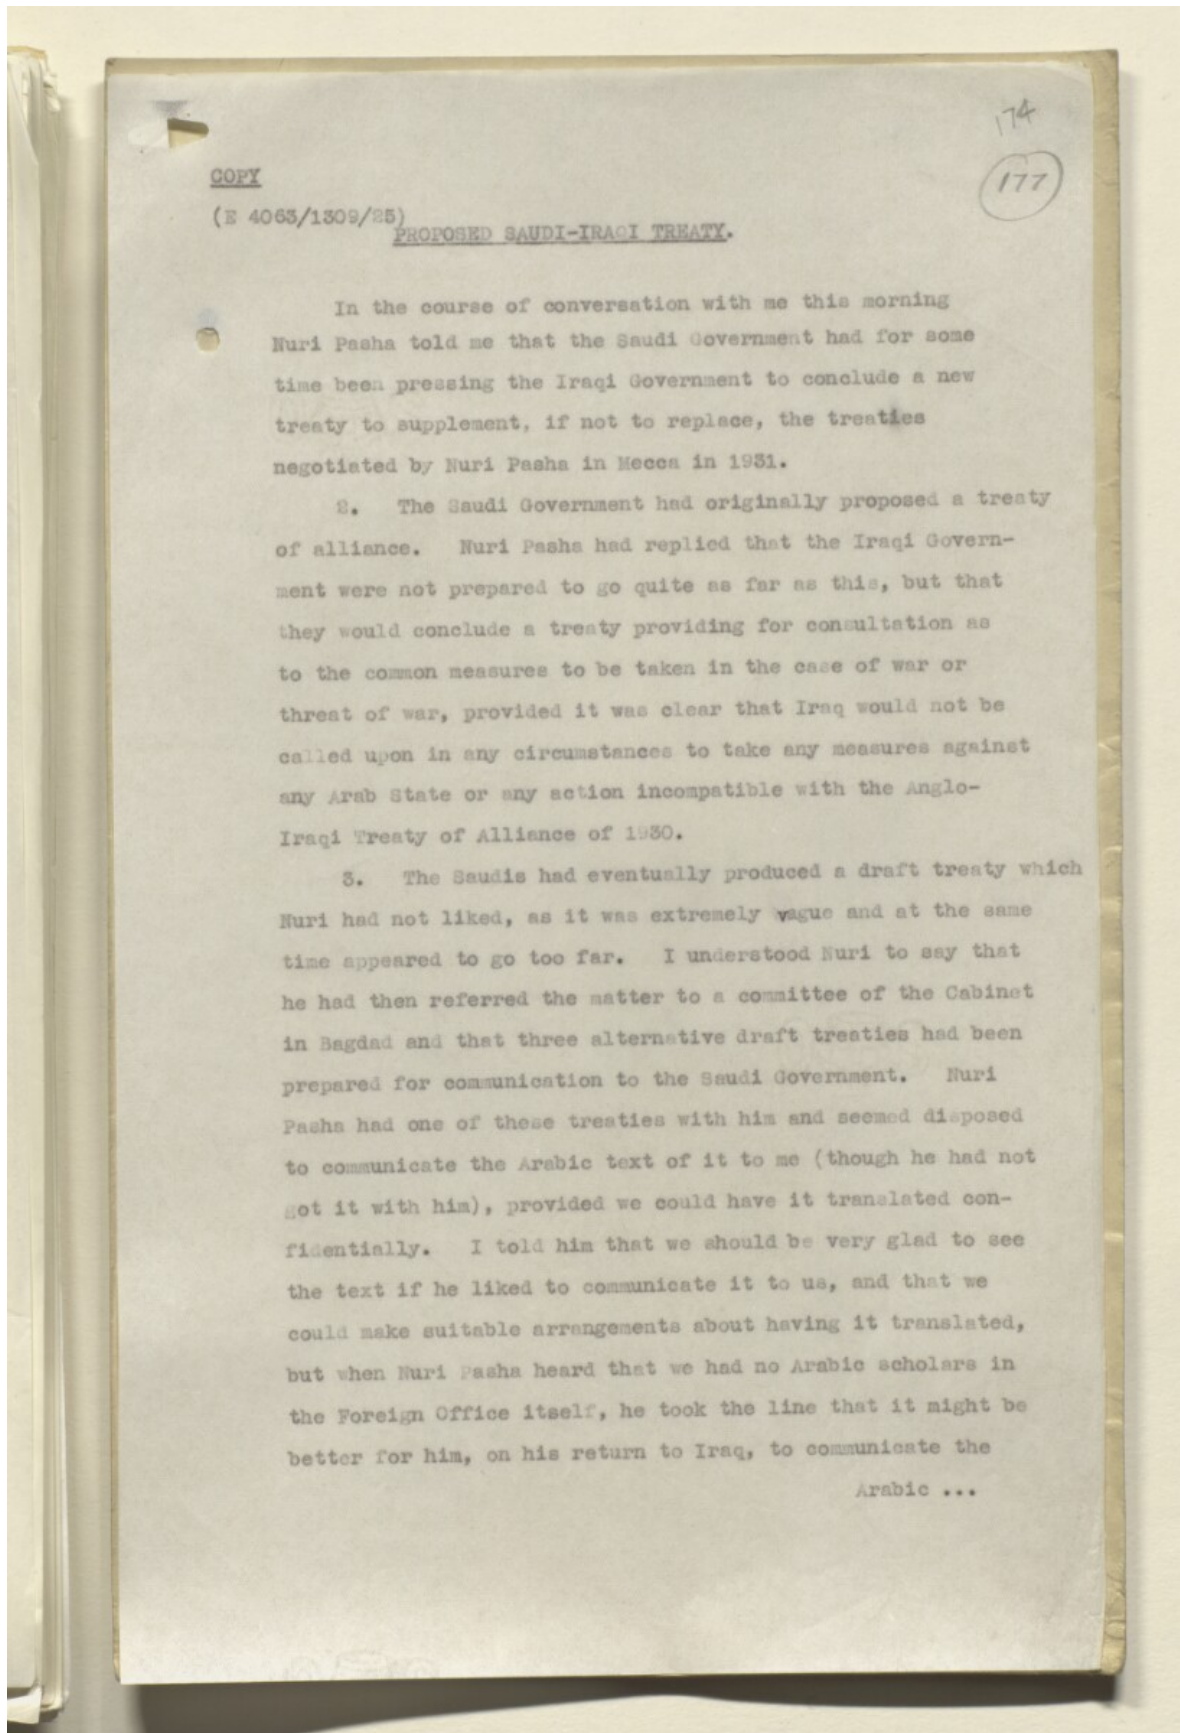 174
177
COPY
(E 4063/1309/25)
PROPOSED SAUDI-IRAQI TREATY.
In the course of conversation with me this morning
Nuri Pasha told me that the Saudi Government had for some
time been pressing the Iraqi Government to conclude a new
treaty to supplement, if not to replace, the treaties
negotiated by Nuri Pasha in Mecca in 1931.
2. The Saudi Government had originally proposed a treaty
of alliance. Nuri Pasha had replied that the Iraqi Govern-
ment were not prepared to go quite as far as this, but that
they would conclude a treaty providing for consultation as
to the common measures to be taken in the case of war or
threat of war, provided it was clear that Iraq would not be
called upon in any circumstances to take any measures against
any Arab State or any action incompatible with the Anglo-
Iraqi Treaty of Alliance of 1930.
3. The Saudis had eventually produced a draft treaty which
Nuri had not liked, as it was extremely vague and at the same
time appeared to go too far. I understood Nuri to say that
he had then referred the matter to a committee of the Cabinet
in Bagdad and that three alternative draft treaties had been
prepared for communication to the Saudi Government. Nuri
Pasha had one of these treaties with him and seemed disposed
to communicate the Arabic text of it to me (though he had not
got it with him), provided we could have it translated con-
fidentially. I told him that we should be very glad to see
the text if he liked to communicate it to us, and that we
could make suitable arrangements about having it translated,
but when Nuri Pasha heard that we had no Arabic scholars in
the Foreign Office itself, he took the line that it might be
better for him, on his return to Iraq, to communicate the
Arabic ...